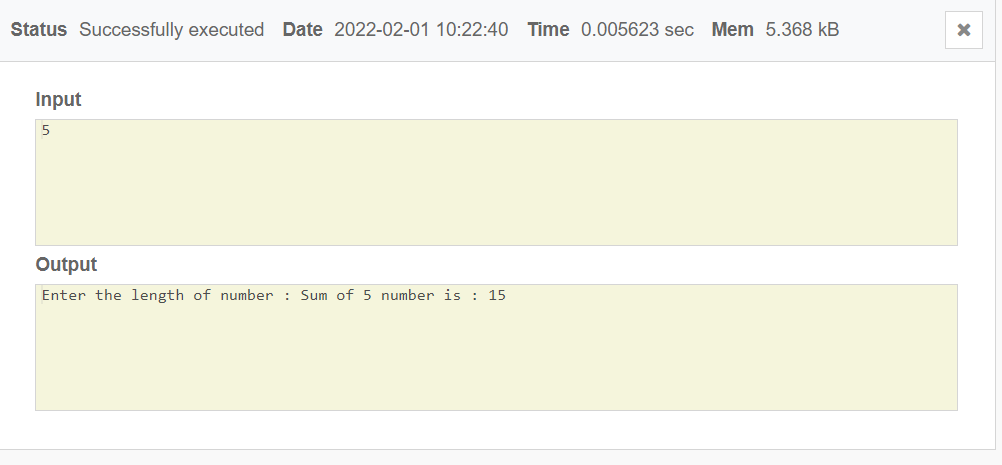 Status Successfully executed Date 2022-02-01 10:22:40 Time 0.005623 sec Mem 5.368 kB
Input
5
Output
Enter the length of number : Sum of 5 number is : 15